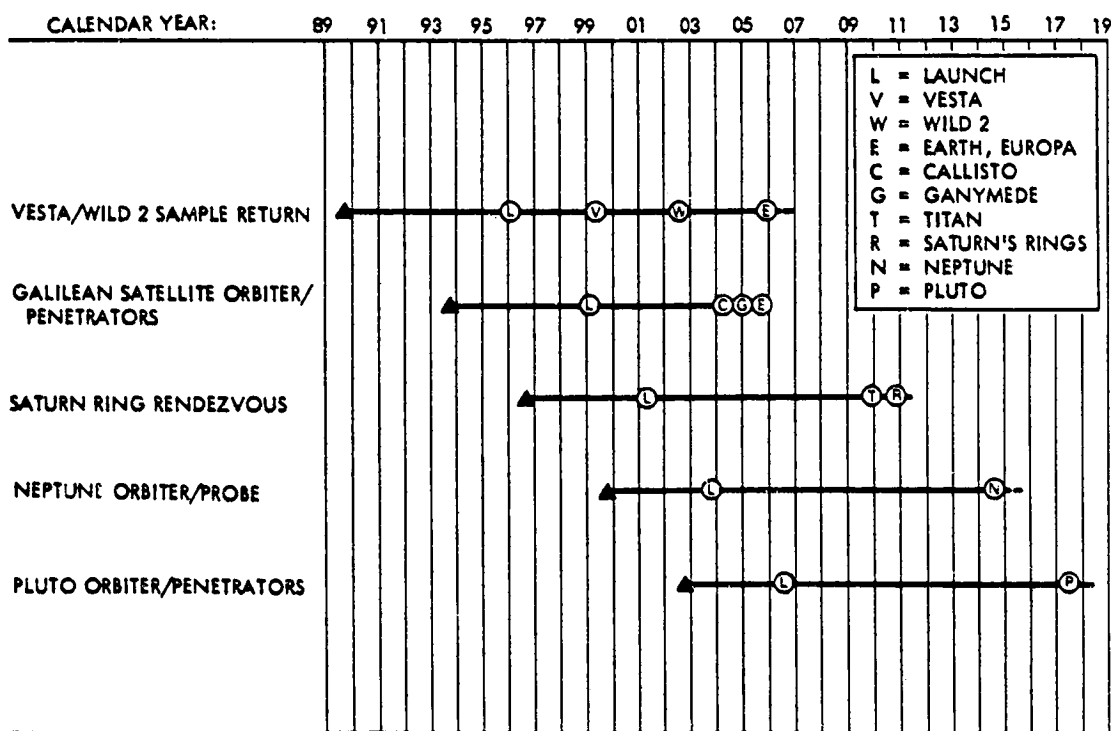 CALENDAR YEAR: 89 91 93 95 97 99 01 03 05 07 09 11 13 15 17 19
L = LAUNCH
V = VESTA
W = WILD 2
E = EARTH, EUROPA
C = CALLISTO
G = GANYMEDE
T = TITAN
R = SATURN'S RINGS
N = NEPTUNE
P = PLUTO
VESTA/WILD 2 SAMPLE RETURN L V W E
GALILEAN SATELLITE ORBITER/
PENETRATORS L C G E
SATURN RING RENDEZVOUS L T R
NEPTUNE ORBITER/PROBE L N
PLUTO ORBITER/PENETRATORS L P